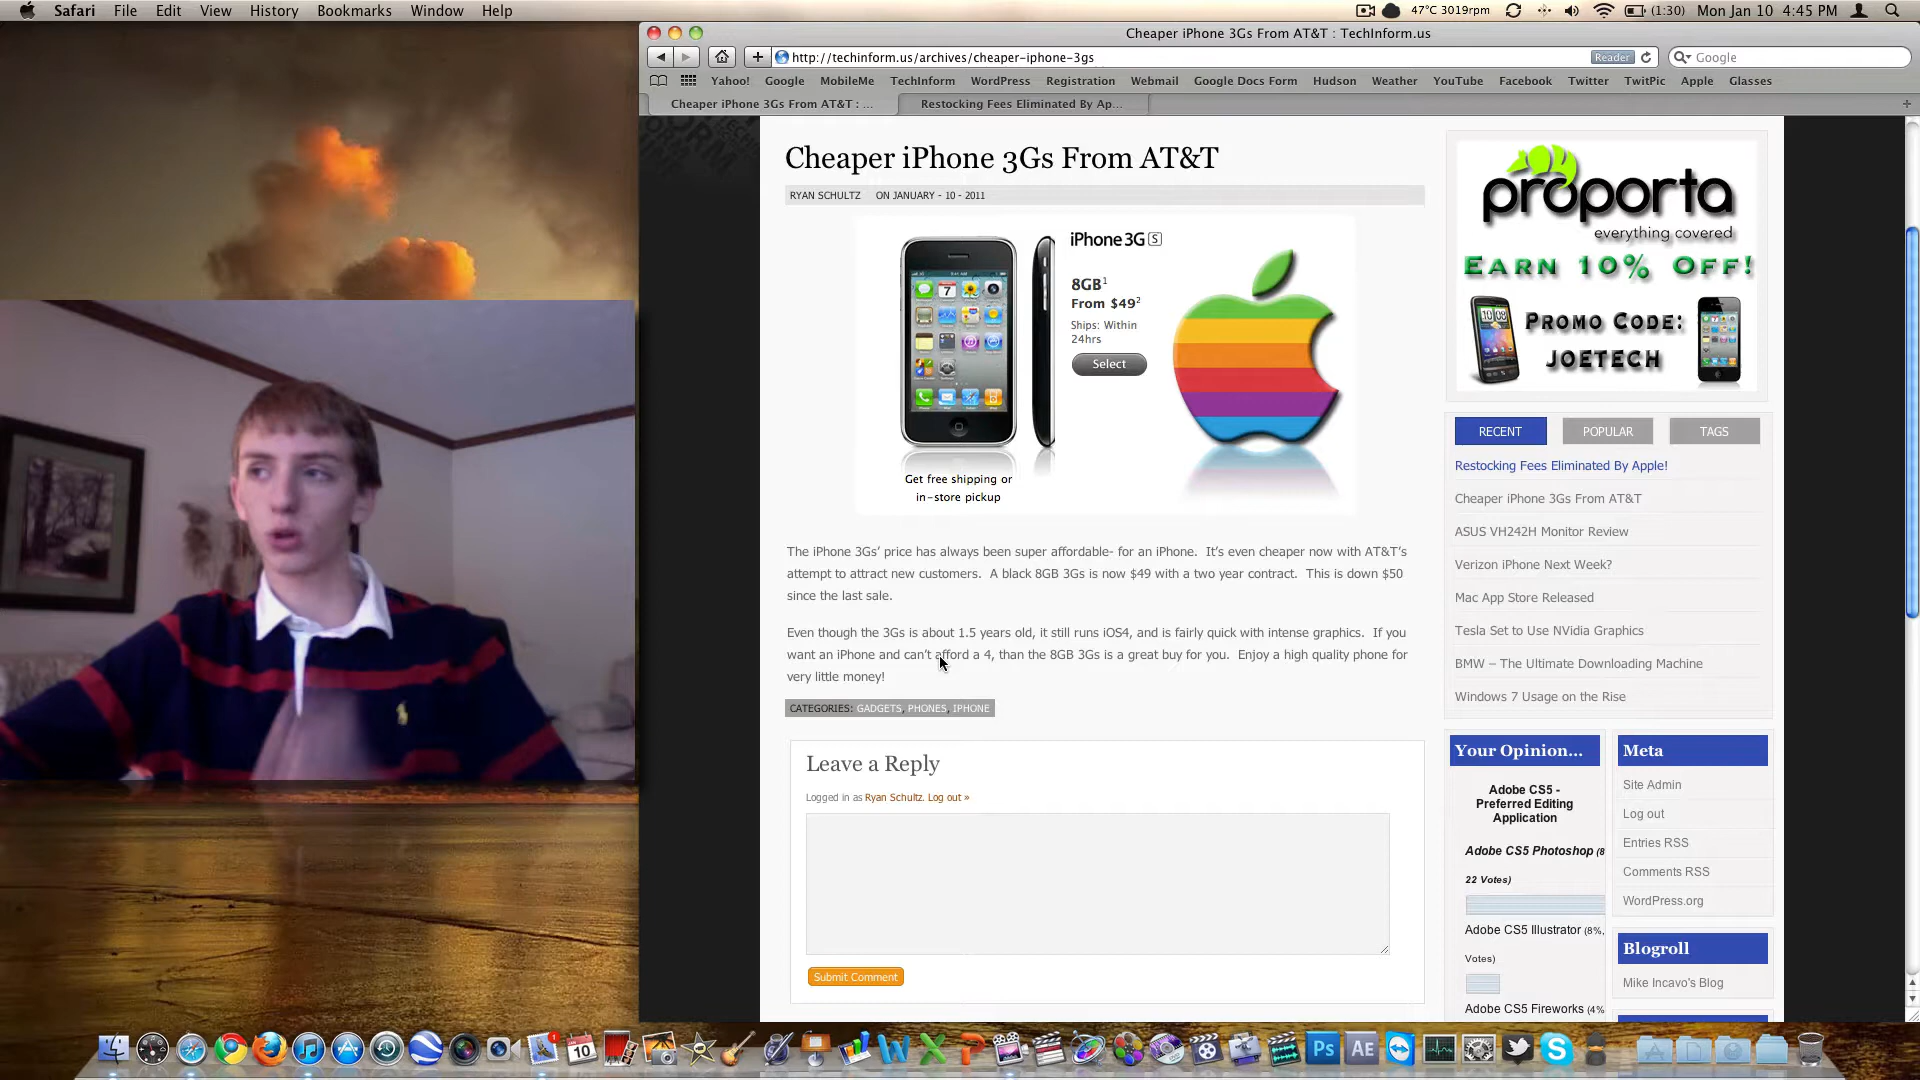 Safari File Edit View History Bookmarks Window Help
47°C 3019rpm (1:30) Mon Jan 10 4:45 PM
Cheaper iPhone 3Gs From AT&T : TechInform.us
http://techinform.us/archives/cheaper-iphone-3gs
Reader
Google
Yahoo! Google MobileMe TechInform WordPress Registration Webmail Google Docs Form Hudson Weather YouTube Facebook Twitter TwitPic Apple Glasses
Cheaper iPhone 3Gs From AT&T : ...
Restocking Fees Eliminated By Ap...
Cheaper iPhone 3Gs From AT&T
RYAN SCHULTZ ON JANUARY - 10 - 2011
iPhone 3G S
8GB¹
From $49²
Ships: Within
24hrs
Select
Get free shipping or
in-store pickup
The iPhone 3Gs’ price has always been super affordable- for an iPhone. It’s even cheaper now with AT&T’s
attempt to attract new customers. A black 8GB 3Gs is now $49 with a two year contract. This is down $50
since the last sale.
Even though the 3Gs is about 1.5 years old, it still runs iOS4, and is fairly quick with intense graphics. If you
want an iPhone and can’t afford a 4, than the 8GB 3Gs is a great buy for you. Enjoy a high quality phone for
very little money!
CATEGORIES: GADGETS, PHONES, IPHONE
Leave a Reply
Logged in as Ryan Schultz. Log out »
Submit Comment
proporta
everything covered
EARN 10% OFF!
PROMO CODE:
JOETECH
RECENT POPULAR TAGS
Restocking Fees Eliminated By Apple!
Cheaper iPhone 3Gs From AT&T
ASUS VH242H Monitor Review
Verizon iPhone Next Week?
Mac App Store Released
Tesla Set to Use NVidia Graphics
BMW – The Ultimate Downloading Machine
Windows 7 Usage on the Rise
Your Opinion...
Adobe CS5 -
Preferred Editing
Application
Adobe CS5 Photoshop (8
22 Votes)
Adobe CS5 Illustrator (8%,
Votes)
Adobe CS5 Fireworks (4%
Meta
Site Admin
Log out
Entries RSS
Comments RSS
WordPress.org
Blogroll
Mike Incavo's Blog
10
Ps
AE